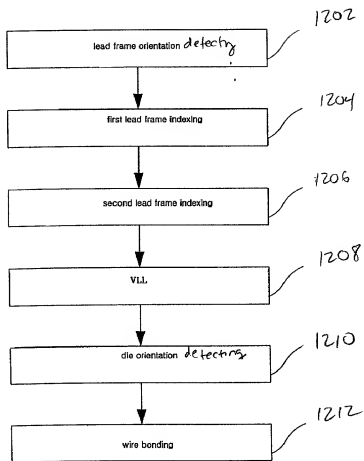 1202
lead frame orientation detecting
1204
first lead frame indexing
1206
second lead frame indexing
1208
VLL
1210
die orientation detecting
1212
wire bonding